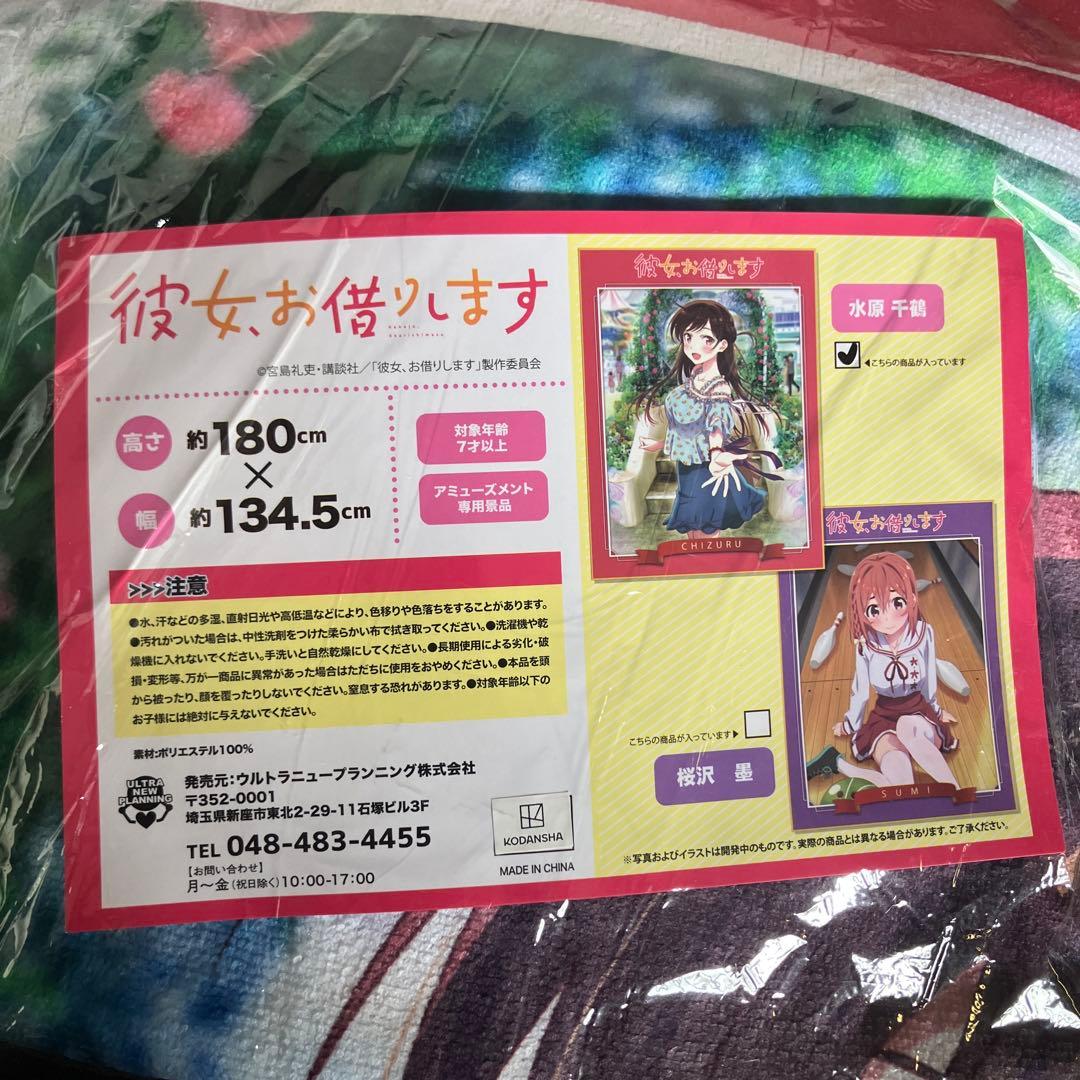 彼女、お借りします
©宮島礼吏・講談社／「彼女、お借りします」製作委員会
高さ 約180cm
×
幅 約134.5cm
対象年齢
7才以上
アミューズメント
専用景品
>>>注意
●水、汗などの多湿、直射日光や高低温などにより、色移りや色落ちをすることがあります。
●汚れがついた場合は、中性洗剤をつけた柔らかい布で拭き取ってください。●洗濯機や乾
燥機に入れないでください。手洗いと自然乾燥にしてください。●長期使用による劣化・破
損・変形等、万が一商品に異常があった場合はただちに使用をおやめください。●本品を頭
から被ったり、顔を覆ったりしないでください。窒息する恐れがあります。●対象年齢以下の
お子様には絶対に与えないでください。
素材:ポリエステル100%
ULTRA
NEW
PLANNING
発売元：ウルトラニュープランニング株式会社
〒352-0001
埼玉県新座市東北2-29-11石塚ビル3F
TEL 048-483-4455
【お問い合わせ】
月～金（祝日除く）10:00-17:00
KODANSHA
MADE IN CHINA
彼女、お借りします
CHIZURU
水原 千鶴
◀こちらの商品が入っています
彼女、お借りします
SUMI
こちらの商品が入っています▶
桜沢 墨
※写真およびイラストは開発中のものです。実際の商品とは異なる場合があります。ご了承ください。